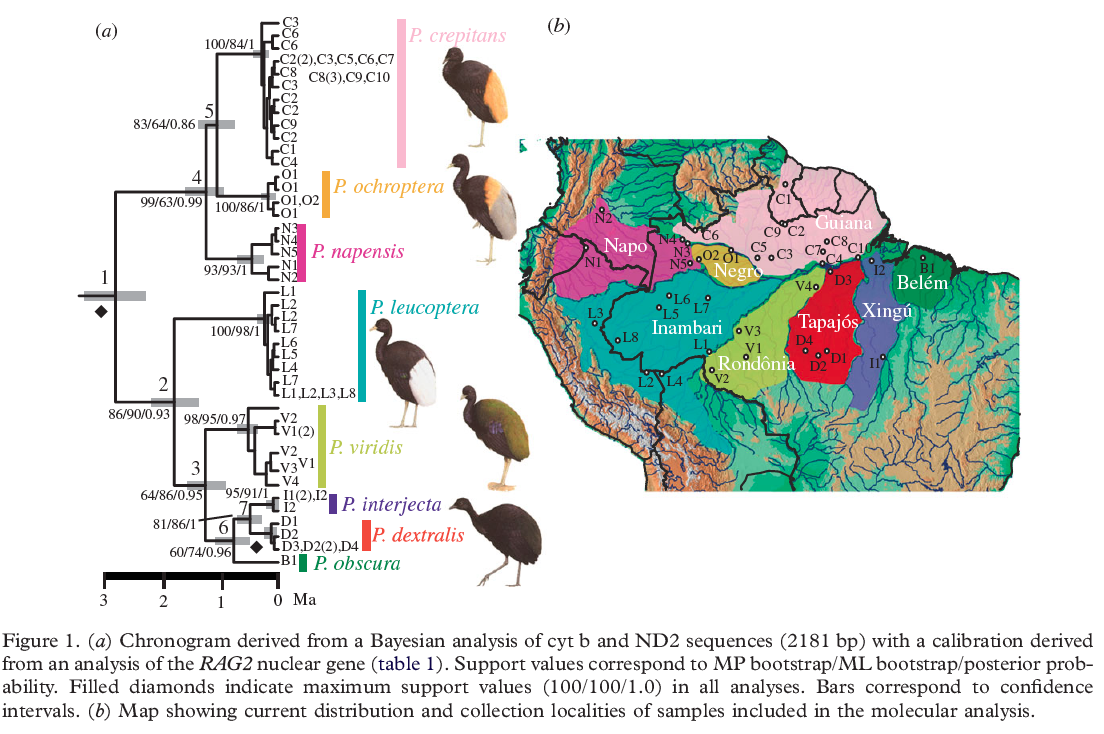 (a)
C3
C6
C6
100/84/1
C2(2),C3,C5,C6,C7
C8
C8(3),C9,C10
C3
C2
C2
C9
C2
C1
C4
P. crepitans
5
83/64/0.86
4
99/63/0.99
O1
O1
O1,O2
O1
100/86/1
P. ochroptera
N3
N4
N5
N1
N2
93/93/1
P. napensis
1
L1
L2
L2
L7
L6
L5
L4
L7
L1,L2,L3,L8
100/98/1
P. leucoptera
2
86/90/0.93
98/95/0.97
V2
V1(2)
V2
V3
V1
V4
P. viridis
3
64/86/0.95
95/91/1
I1(2),I2
I2
P. interjecta
7
81/86/1
D1
D2
D3,D2(2),D4
P. dextralis
6
60/74/0.96
B1
P. obscura
3
2
1
0
Ma
(b)
C1
Guiana
C9
C2
C6
C8
C7
C10
C5
C3
C4
N2
Napo
N4
N3
N5
N1
O2
O1
Negro
I2
B1
Belém
D3
V4
Xingú
Tapajós
L6
L5
L7
L3
Inambari
L8
V3
L1
V1
Rondônia
V2
L2
L4
D4
D1
D2
I1
Figure 1. (a) Chronogram derived from a Bayesian analysis of cyt b and ND2 sequences (2181 bp) with a calibration derived
from an analysis of the RAG2 nuclear gene (table 1). Support values correspond to MP bootstrap/ML bootstrap/posterior prob-
ability. Filled diamonds indicate maximum support values (100/100/1.0) in all analyses. Bars correspond to confidence
intervals. (b) Map showing current distribution and collection localities of samples included in the molecular analysis.